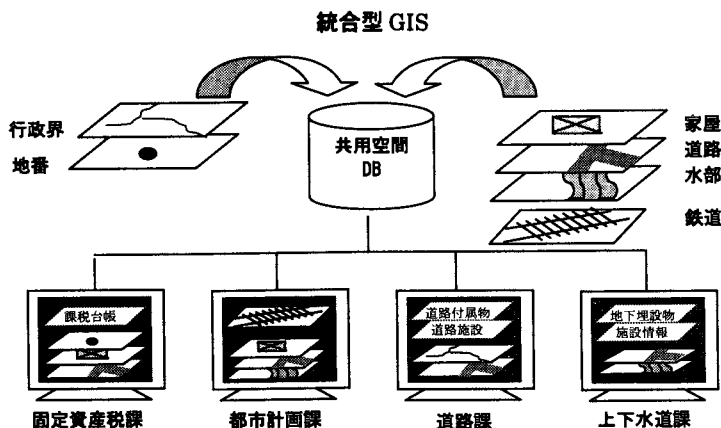 統合型 GIS
行政界
地番
共用空間
DB
家屋
道路
水部
鉄道
課税台帳
道路付属物
道路施設
地下埋設物
施設情報
固定資産税課
都市計画課
道路課
上下水道課